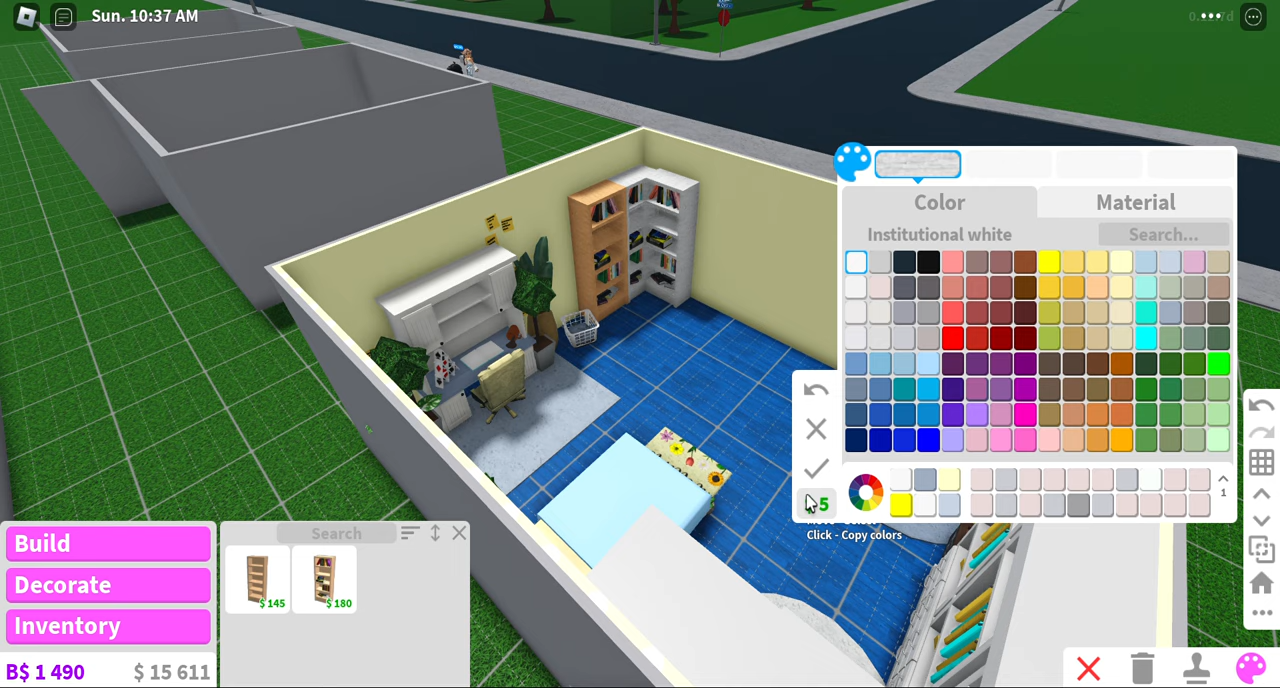 Sun. 10:37 AM
Color
Material
Institutional white
Search...
1
5
Click - Copy colors
Build
Decorate
Inventory
Search
$ 145
$ 180
B$ 1 490
$ 15 611